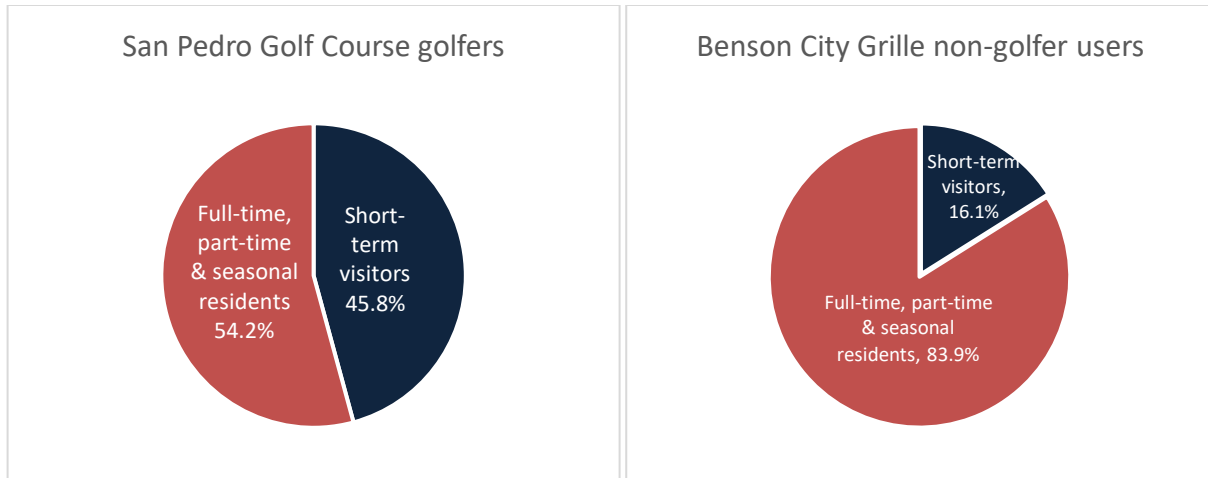 San Pedro Golf Course golfers
Full-time,
part-time
& seasonal
residents
54.2%
Short-
term
visitors
45.8%
Benson City Grille non-golfer users
Short-term
visitors,
16.1%
Full-time, part-time
& seasonal
residents, 83.9%